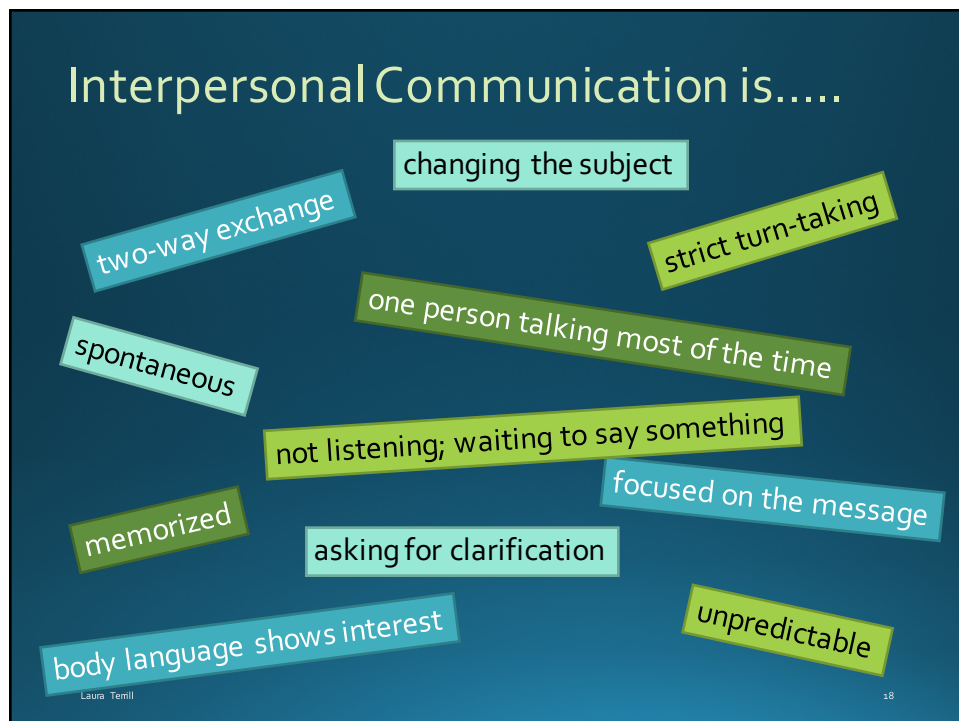 Interpersonal Communication is.....
changing the subject
two-way exchange
strict turn-taking
one person talking most of the time
spontaneous
not listening; waiting to say something
focused on the message
memorized
asking for clarification
unpredictable
body language shows interest
Laura Terrill
18